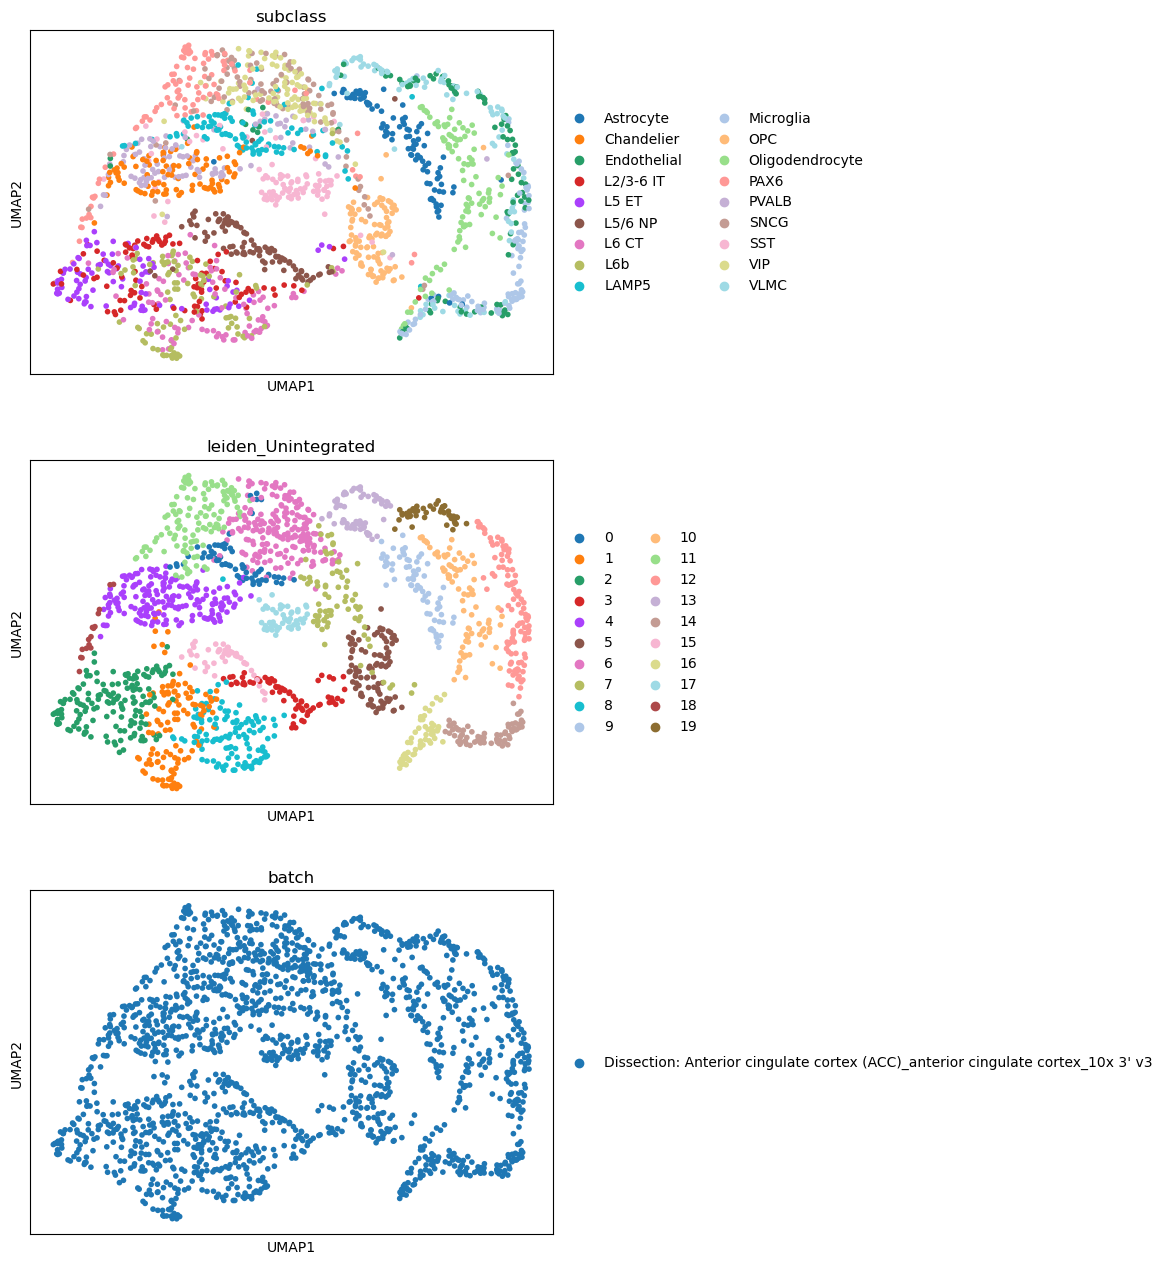 subclass
UMAP2
UMAP1
Astrocyte
Chandelier
Endothelial
L2/3-6 IT
L5 ET
L5/6 NP
L6 CT
L6b
LAMP5
Microglia
OPC
Oligodendrocyte
PAX6
PVALB
SNCG
SST
VIP
VLMC
leiden_Unintegrated
UMAP2
UMAP1
0
1
2
3
4
5
6
7
8
9
10
11
12
13
14
15
16
17
18
19
batch
UMAP2
UMAP1
Dissection: Anterior cingulate cortex (ACC)_anterior cingulate cortex_10x 3' v3